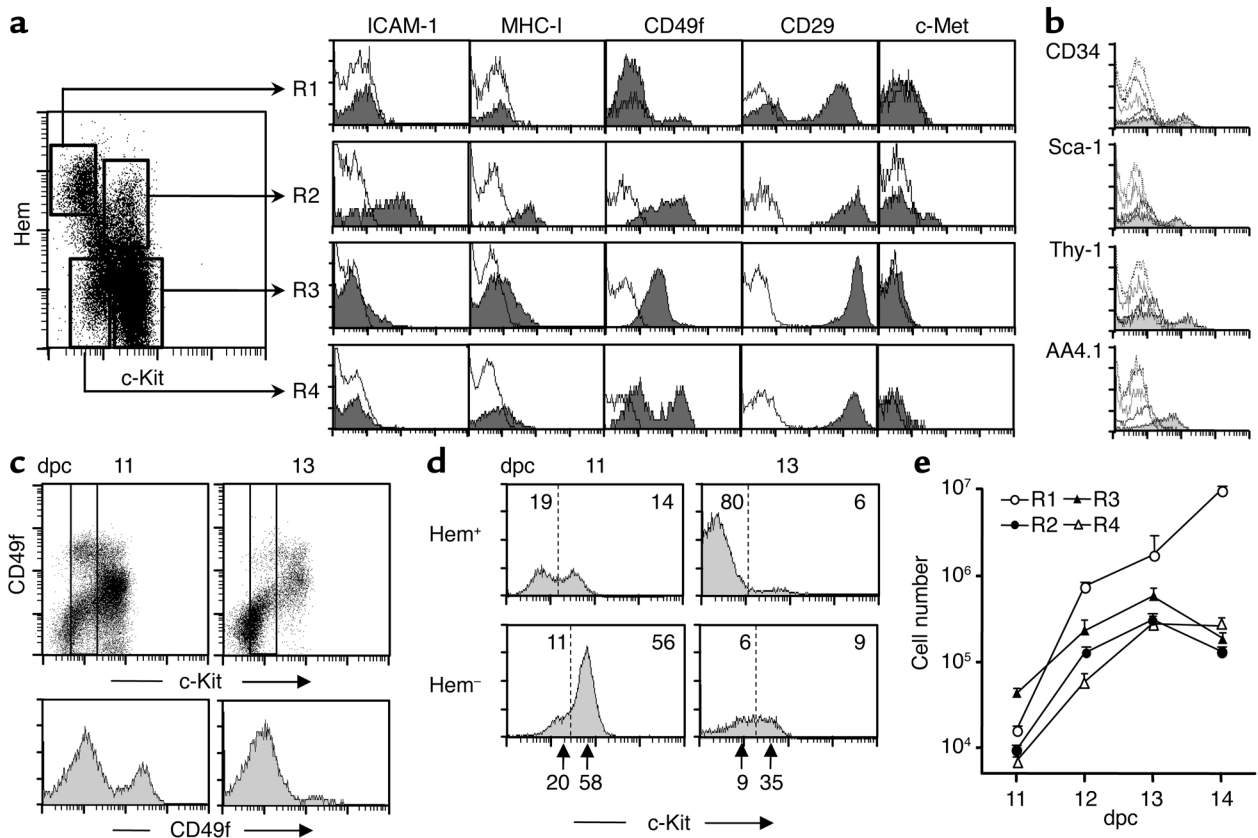 a
ICAM-1 MHC-I CD49f CD29 c-Met
R1
R2
R3
R4
Hem
c-Kit
b
CD34
Sca-1
Thy-1
AA4.1
c
dpc 11 13
CD49f
c-Kit
CD49f
d
dpc 11 13
Hem⁺
19 14 80 6
Hem⁻
11 56 6 9
20 58 9 35
c-Kit
e
10⁷
10⁶
10⁵
10⁴
R1 R3
R2 R4
Cell number
11 12 13 14
dpc